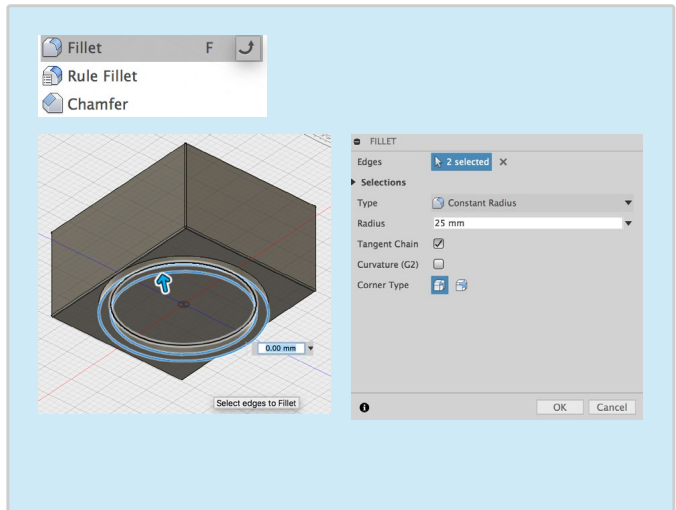 Fillet F
Rule Fillet
Chamfer
0.00 mm
Select edges to Fillet
FILLET
Edges 2 selected
Selections
Type Constant Radius
Radius 25 mm
Tangent Chain
Curvature (G2)
Corner Type
OK Cancel